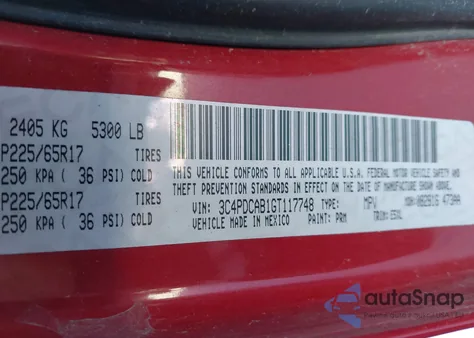 2405 KG 5300 LB
P225/65R17 TIRES
250 KPA ( 36 PSI) COLD
P225/65R17 TIRES
250 KPA ( 36 PSI) COLD
THIS VEHICLE CONFORMS TO ALL APPLICABLE U.S.A. FEDERAL MOTOR VEHICLE SAFETY AND
THEFT PREVENTION STANDARDS IN EFFECT ON THE DATE OF MANUFACTURE SHOWN ABOVE.
VIN: 3C4PDCAB1GT117748 TYPE: MPV
VEHICLE MADE IN MEXICO PAINT: PRM TRIM:
autoSnap